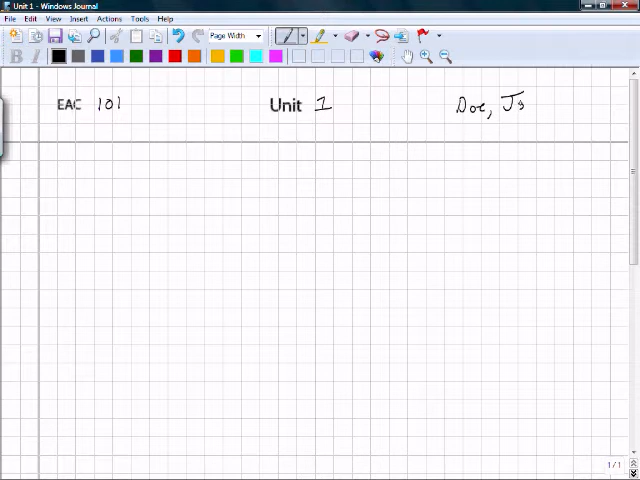 Unit 1 - Windows Journal
File Edit View Insert Actions Tools Help
Page Width
B I
EAC 101 Unit 1 Doe,
1/1